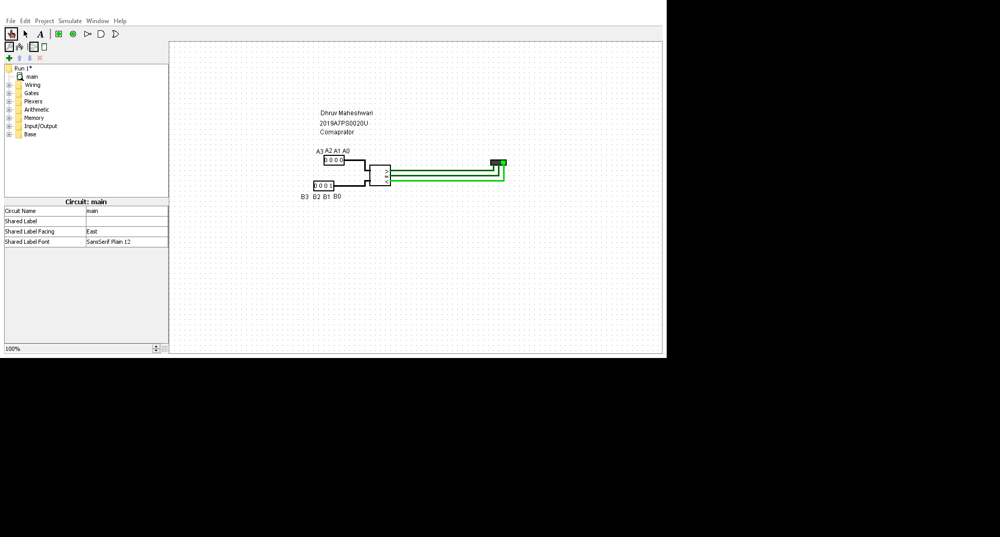 File Edit Project Simulate Window Help
A
Run 1*
main
Wiring
Gates
Plexers
Arithmetic
Memory
Input/Output
Base
Circuit: main
Circuit Name main
Shared Label
Shared Label Facing East
Shared Label Font SansSerif Plain 12
100%
Dhruv Maheshwari
2019A7PS0020U
Comaprator
A3 A2 A1 A0
0 0 0 0
>
=
<
0 0 0 1
B3 B2 B1 B0